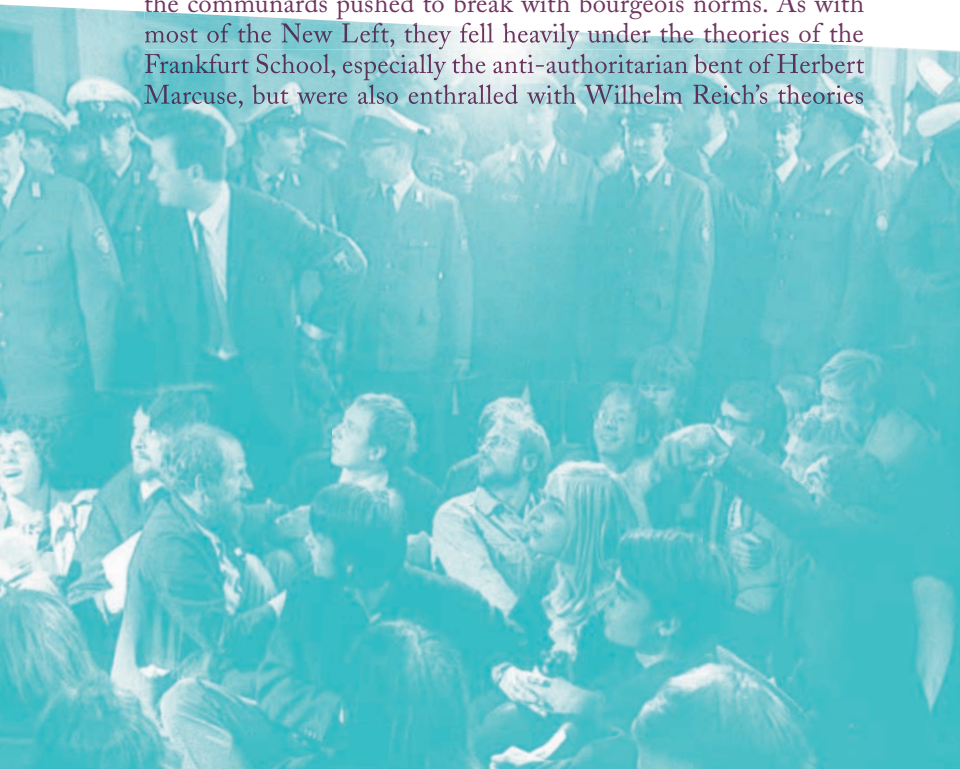 the communards pushed to break with bourgeois norms. As with
most of the New Left, they fell heavily under the theories of the
Frankfurt School, especially the anti-authoritarian bent of Herbert
Marcuse, but were also enthralled with Wilhelm Reich’s theories